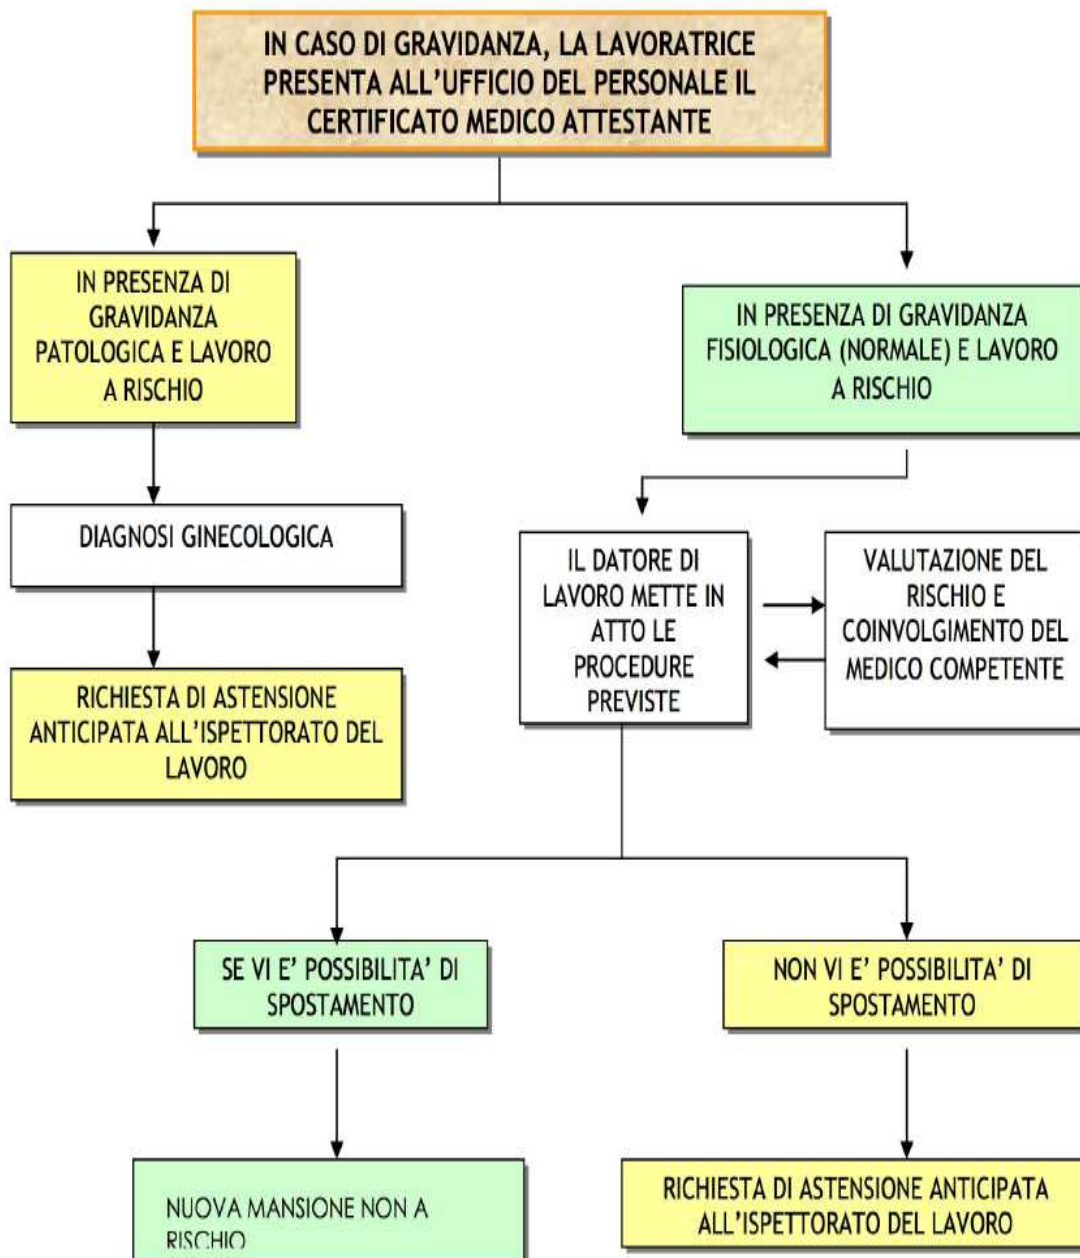 IN CASO DI GRAVIDANZA, LA LAVORATRICE
PRESENTA ALL'UFFICIO DEL PERSONALE IL
CERTIFICATO MEDICO ATTESTANTE
IN PRESENZA DI
GRAVIDANZA
PATOLOGICA E LAVORO
A RISCHIO
IN PRESENZA DI GRAVIDANZA
FISIOLOGICA (NORMALE) E LAVORO
A RISCHIO
DIAGNOSI GINECOLOGICA
IL DATORE DI
LAVORO METTE IN
ATTO LE
PROCEDURE
PREVISTE
VALUTAZIONE DEL
RISCHIO E
COINVOLGIMENTO DEL
MEDICO COMPETENTE
RICHIESTA DI ASTENSIONE
ANTICIPATA ALL'ISPETTORATO DEL
LAVORO
SE VI E' POSSIBILITA' DI
SPOSTAMENTO
NON VI E' POSSIBILITA' DI
SPOSTAMENTO
NUOVA MANSIONE NON A
RISCHIO
RICHIESTA DI ASTENSIONE ANTICIPATA
ALL'ISPETTORATO DEL LAVORO